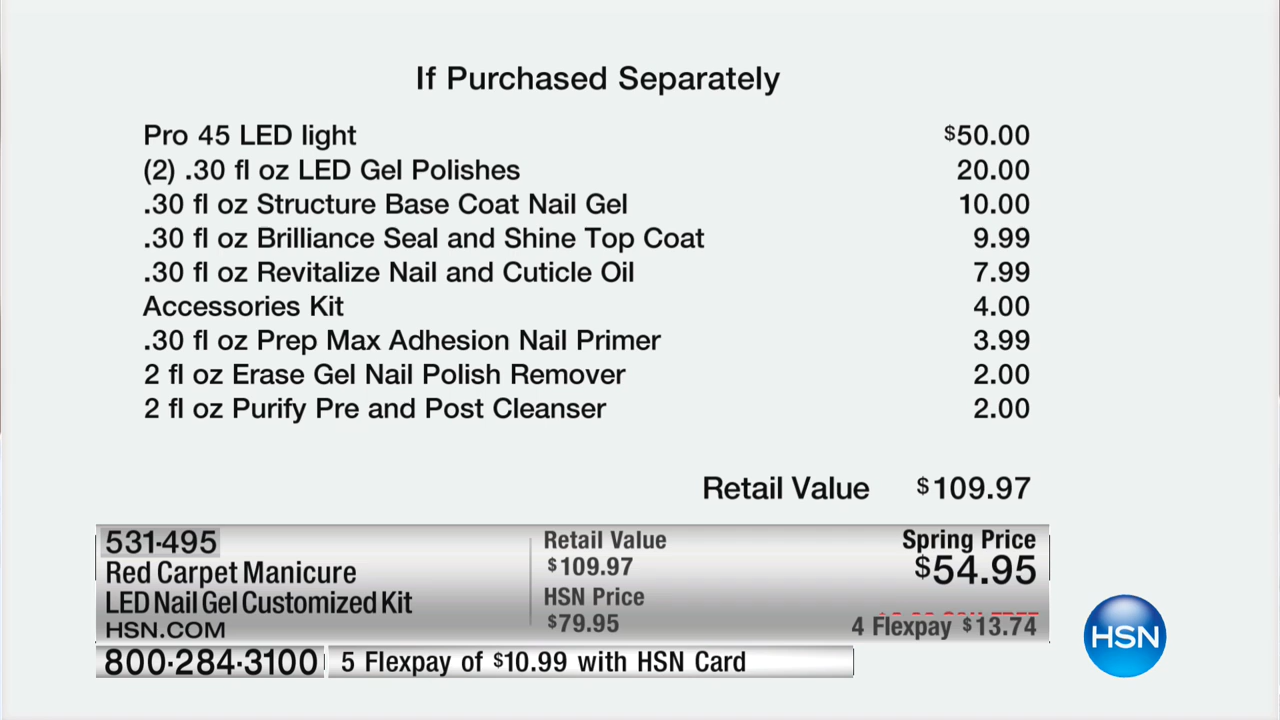 If Purchased Separately
Pro 45 LED light $50.00
(2) .30 fl oz LED Gel Polishes 20.00
.30 fl oz Structure Base Coat Nail Gel 10.00
.30 fl oz Brilliance Seal and Shine Top Coat 9.99
.30 fl oz Revitalize Nail and Cuticle Oil 7.99
Accessories Kit 4.00
.30 fl oz Prep Max Adhesion Nail Primer 3.99
2 fl oz Erase Gel Nail Polish Remover 2.00
2 fl oz Purify Pre and Post Cleanser 2.00
Retail Value $109.97
531·495
Red Carpet Manicure
LED Nail Gel Customized Kit
HSN.COM
Retail Value
$109.97
HSN Price
$79.95
Spring Price
$54.95
4 Flexpay $13.74
HSN
800·284·3100 5 Flexpay of $10.99 with HSN Card